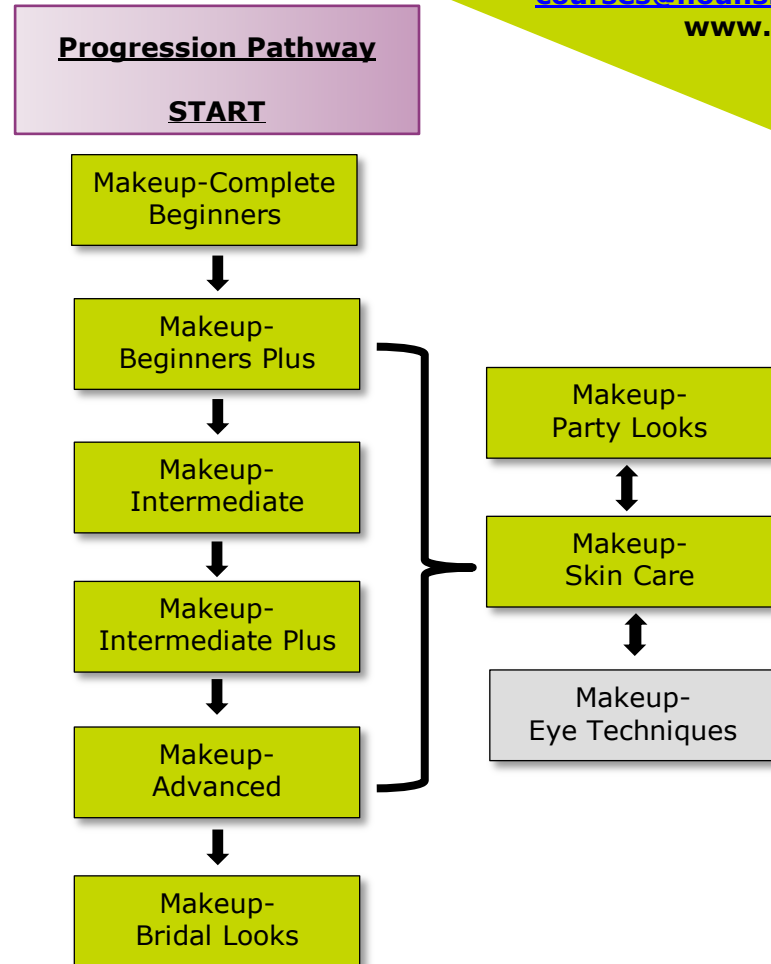 www.
Progression Pathway
START
Makeup-Complete
Beginners
Makeup-
Beginners Plus
Makeup-
Intermediate
Makeup-
Intermediate Plus
Makeup-
Advanced
Makeup-
Bridal Looks
Makeup-
Party Looks
Makeup-
Skin Care
Makeup-
Eye Techniques